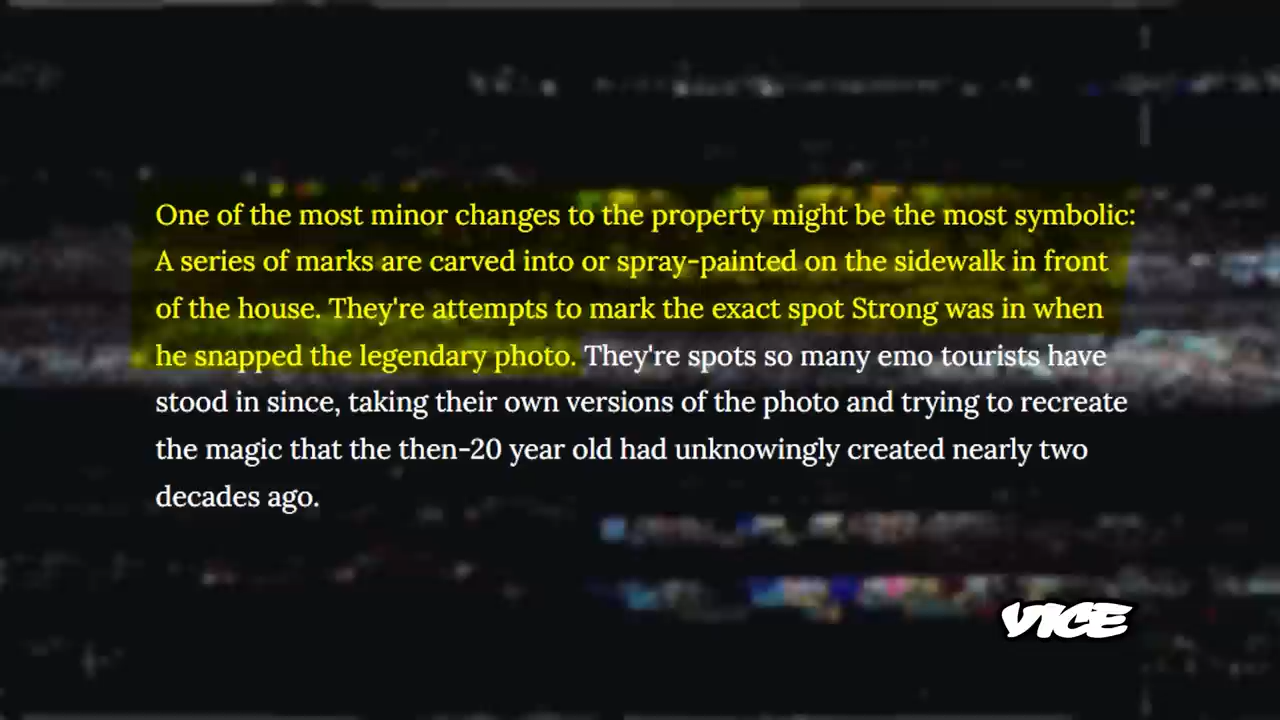 One of the most minor changes to the property might be the most symbolic:
A series of marks are carved into or spray-painted on the sidewalk in front
of the house. They're attempts to mark the exact spot Strong was in when
he snapped the legendary photo. They're spots so many emo tourists have
stood in since, taking their own versions of the photo and trying to recreate
the magic that the then-20 year old had unknowingly created nearly two
decades ago.
VICE